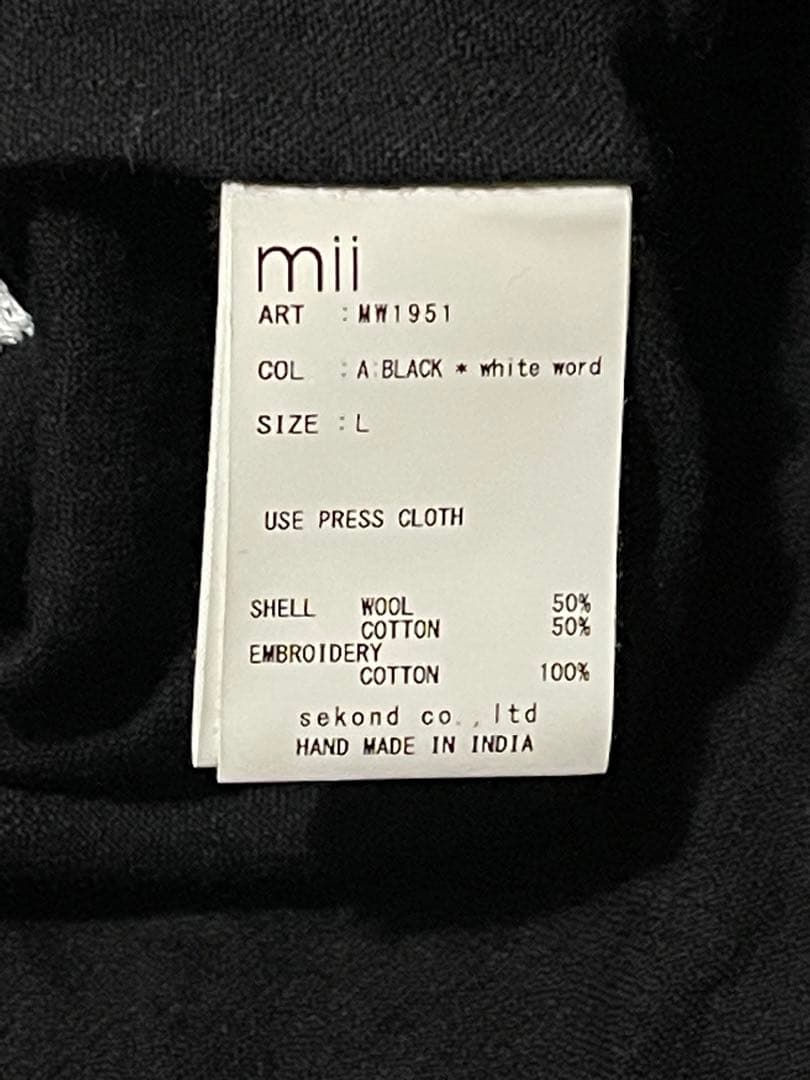 mii
ART : MW1951
COL : A:BLACK * white word
SIZE : L
USE PRESS CLOTH
SHELL WOOL 50%
COTTON 50%
EMBROIDERY
COTTON 100%
sekond co.,ltd
HAND MADE IN INDIA